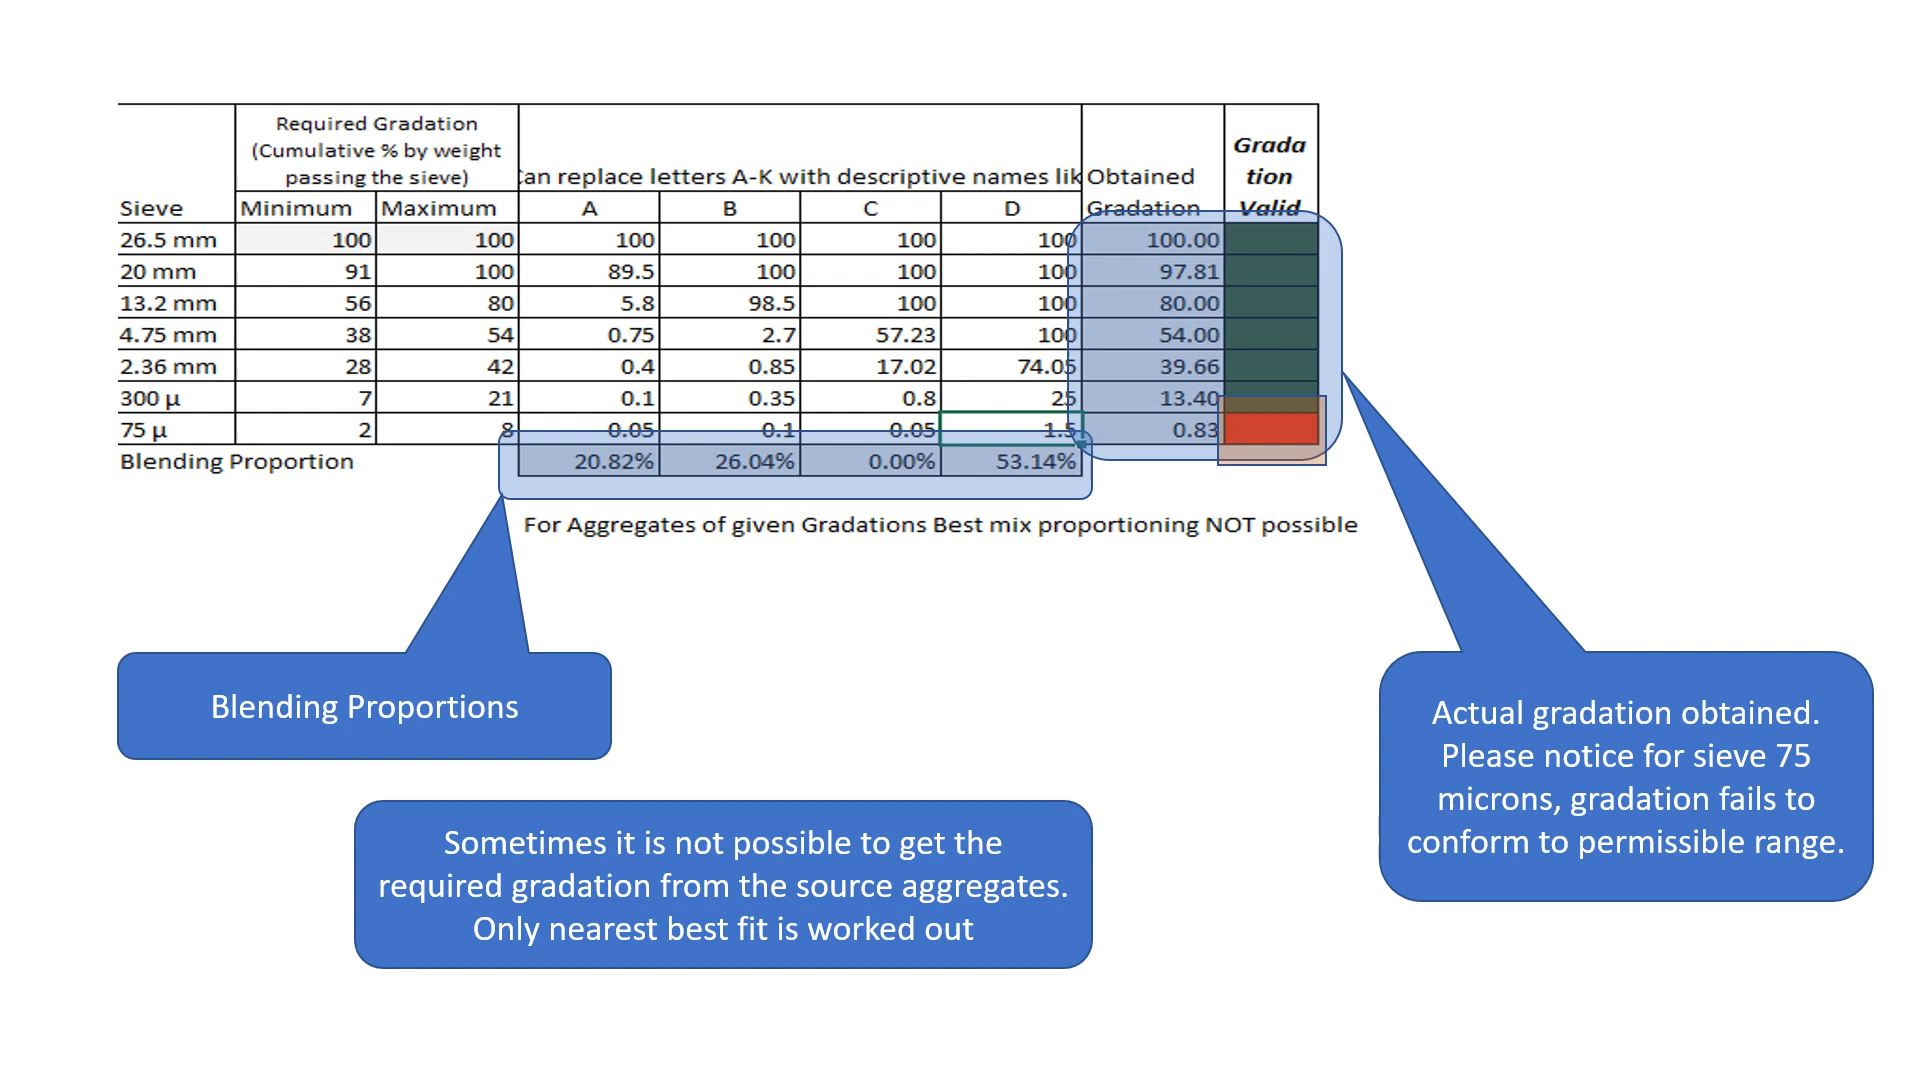 Required Gradation
(Cumulative % by weight
passing the sieve)
an replace letters A-K with descriptive names lik
Obtained
Gradation
Grada
tion
Valid
Sieve Minimum Maximum A B C D
26.5 mm 100 100 100 100 100 100 100.00
20 mm 91 100 89.5 100 100 100 97.81
13.2 mm 56 80 5.8 98.5 100 100 80.00
4.75 mm 38 54 0.75 2.7 57.23 100 54.00
2.36 mm 28 42 0.4 0.85 17.02 74.05 39.66
300 µ 7 21 0.1 0.35 0.8 25 13.40
75 µ 2 8 0.05 0.1 0.05 1.5 0.83
Blending Proportion 20.82% 26.04% 0.00% 53.14%
For Aggregates of given Gradations Best mix proportioning NOT possible
Blending Proportions
Actual gradation obtained.
Please notice for sieve 75
microns, gradation fails to
conform to permissible range.
Sometimes it is not possible to get the
required gradation from the source aggregates.
Only nearest best fit is worked out